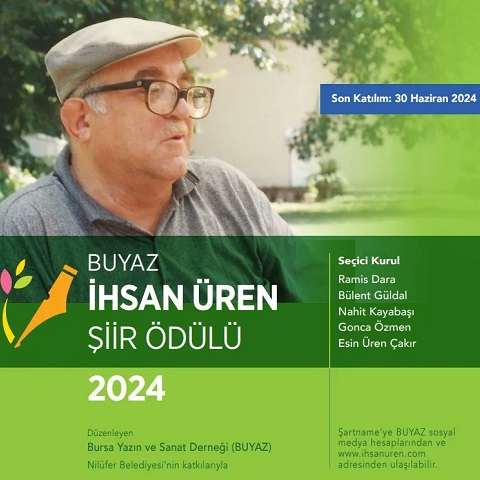 Son Katılım: 30 Haziran 2024
BUYAZ
İHSAN ÜREN
ŞİİR ÖDÜLÜ
2024
Seçici Kurul
Ramis Dara
Bülent Güldal
Nahit Kayabaşı
Gonca Özmen
Esin Üren Çakır
Düzenleyen
Bursa Yazın ve Sanat Derneği (BUYAZ)
Nilüfer Belediyesi'nin katkılarıyla
Şartname'ye BUYAZ sosyal
medya hesaplarından ve
www.ihsanuren.com
adresinden ulaşılabilir.